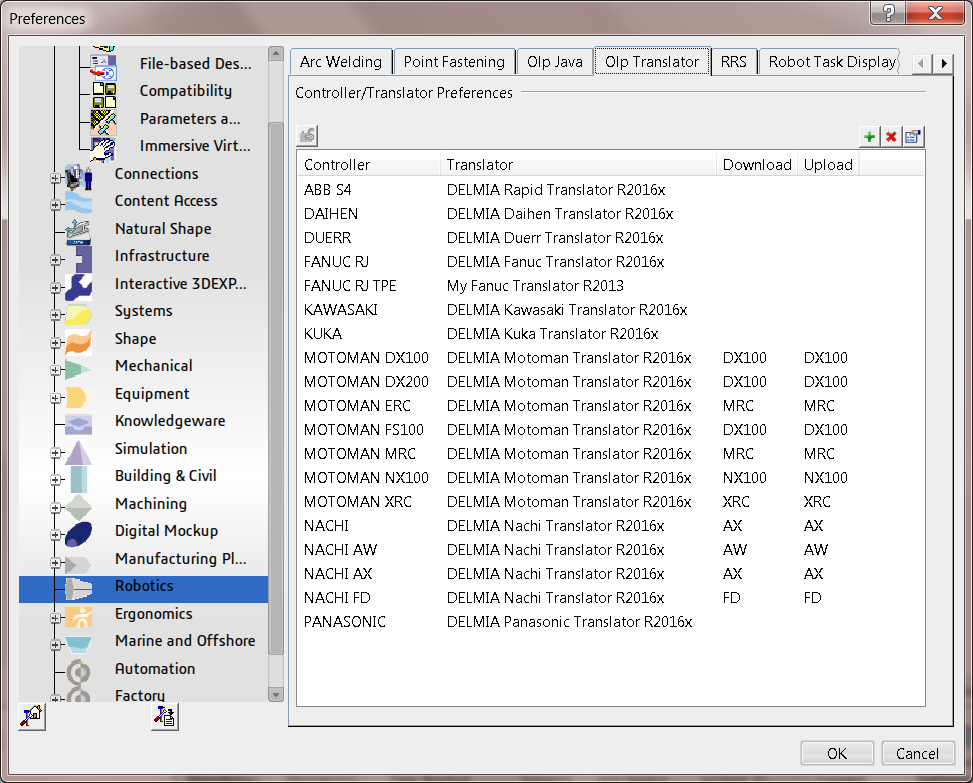 Preferences
File-based Des...
Compatibility
Parameters a...
Immersive Virt...
Connections
Content Access
Natural Shape
Infrastructure
Interactive 3DEXP...
Systems
Shape
Mechanical
Equipment
Knowledgeware
Simulation
Building & Civil
Machining
Digital Mockup
Manufacturing Pl...
Robotics
Ergonomics
Marine and Offshore
Automation
Factory
Arc Welding Point Fastening Olp Java Olp Translator RRS Robot Task Display
Controller/Translator Preferences
Controller Translator Download Upload
ABB S4 DELMIA Rapid Translator R2016x
DAIHEN DELMIA Daihen Translator R2016x
DUERR DELMIA Duerr Translator R2016x
FANUC RJ DELMIA Fanuc Translator R2016x
FANUC RJ TPE My Fanuc Translator R2013
KAWASAKI DELMIA Kawasaki Translator R2016x
KUKA DELMIA Kuka Translator R2016x
MOTOMAN DX100 DELMIA Motoman Translator R2016x DX100 DX100
MOTOMAN DX200 DELMIA Motoman Translator R2016x DX100 DX100
MOTOMAN ERC DELMIA Motoman Translator R2016x MRC MRC
MOTOMAN FS100 DELMIA Motoman Translator R2016x DX100 DX100
MOTOMAN MRC DELMIA Motoman Translator R2016x MRC MRC
MOTOMAN NX100 DELMIA Motoman Translator R2016x NX100 NX100
MOTOMAN XRC DELMIA Motoman Translator R2016x XRC XRC
NACHI DELMIA Nachi Translator R2016x AX AX
NACHI AW DELMIA Nachi Translator R2016x AW AW
NACHI AX DELMIA Nachi Translator R2016x AX AX
NACHI FD DELMIA Nachi Translator R2016x FD FD
PANASONIC DELMIA Panasonic Translator R2016x
OK Cancel